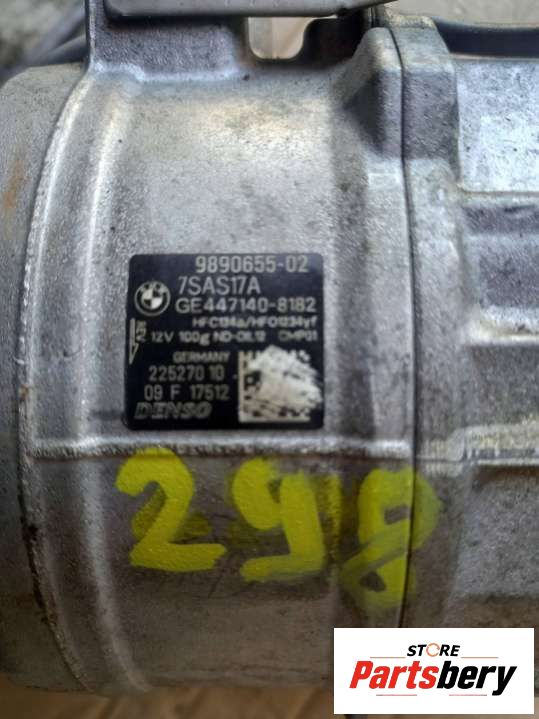 9890655-02
7SAS17A
GE447140-8182
HFC134a/HFO1234yf
12V 100g ND-OIL12 CMP01
GERMANY
225270 10
09 F 17512
DENSO
298
STORE
Partsbery